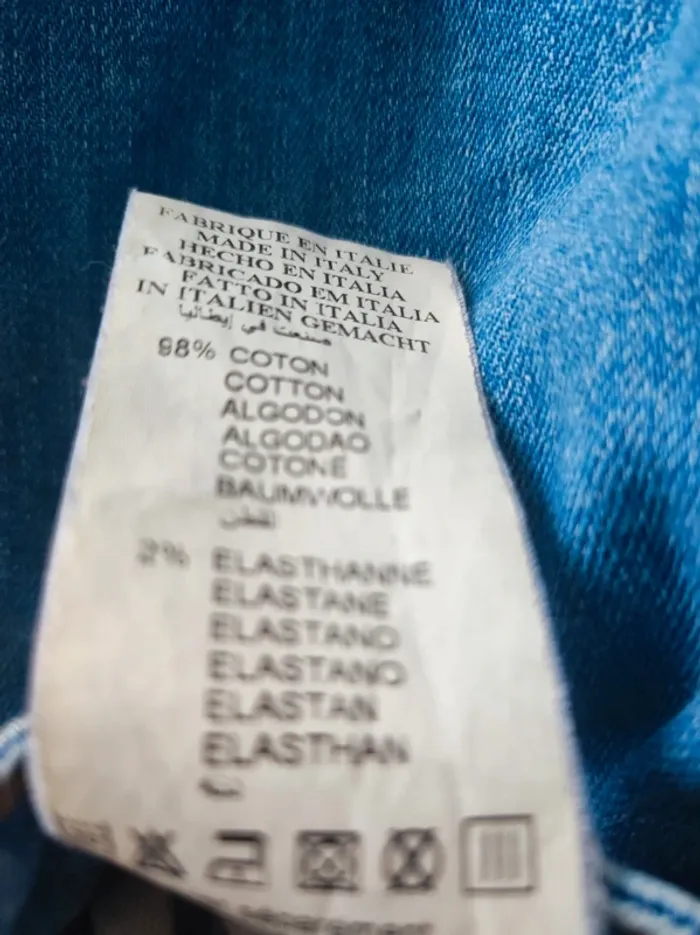 FABRIQUE EN ITALIE
MADE IN ITALY
HECHO EN ITALIA
FABRICADO EM ITALIA
FATTO IN ITALIA
IN ITALIEN GEMACHT
صنعت في إيطاليا
98% COTON
COTTON
ALGODON
ALGODAO
COTONE
BAUMWOLLE
القطن
2% ELASTHANNE
ELASTANE
ELASTANO
ELASTANO
ELASTAN
ELASTHAN